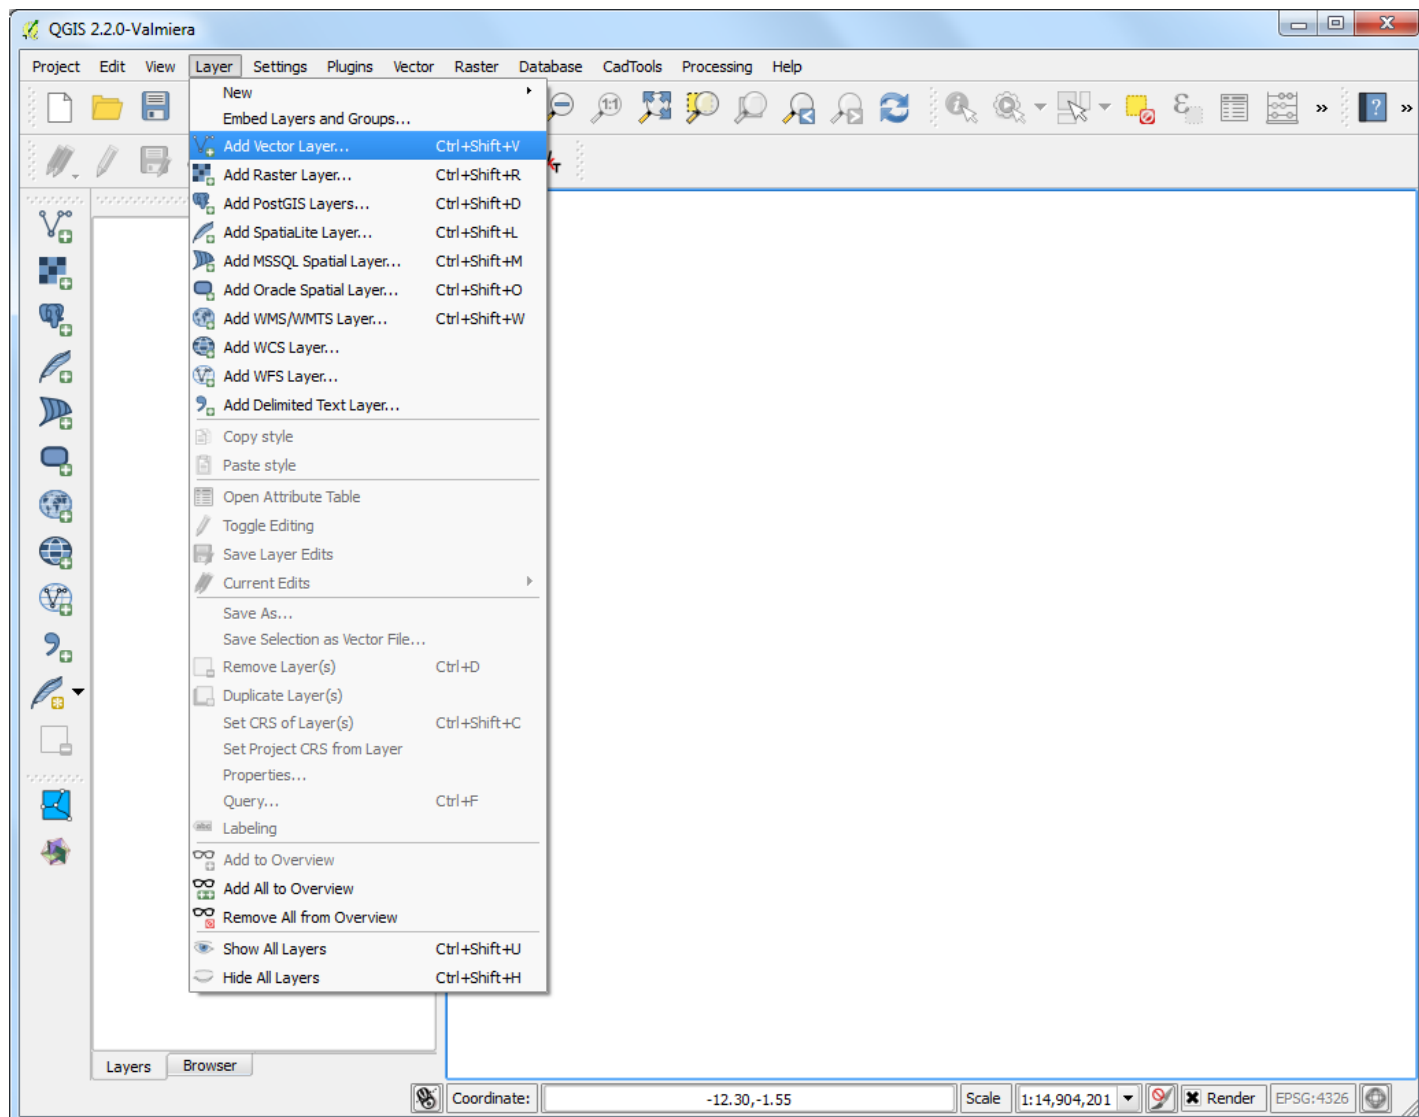 QGIS 2.2.0-Valmiera
Project Edit View Layer Settings Plugins Vector Raster Database CadTools Processing Help
New
Embed Layers and Groups...
Add Vector Layer... Ctrl+Shift+V
Add Raster Layer... Ctrl+Shift+R
Add PostGIS Layers... Ctrl+Shift+D
Add SpatiaLite Layer... Ctrl+Shift+L
Add MSSQL Spatial Layer... Ctrl+Shift+M
Add Oracle Spatial Layer... Ctrl+Shift+O
Add WMS/WMTS Layer... Ctrl+Shift+W
Add WCS Layer...
Add WFS Layer...
Add Delimited Text Layer...
Copy style
Paste style
Open Attribute Table
Toggle Editing
Save Layer Edits
Current Edits
Save As...
Save Selection as Vector File...
Remove Layer(s) Ctrl+D
Duplicate Layer(s)
Set CRS of Layer(s) Ctrl+Shift+C
Set Project CRS from Layer
Properties...
Query... Ctrl+F
Labeling
Add to Overview
Add All to Overview
Remove All from Overview
Show All Layers Ctrl+Shift+U
Hide All Layers Ctrl+Shift+H
Layers Browser
Coordinate: -12.30,-1.55 Scale 1:14,904,201 Render EPSG:4326